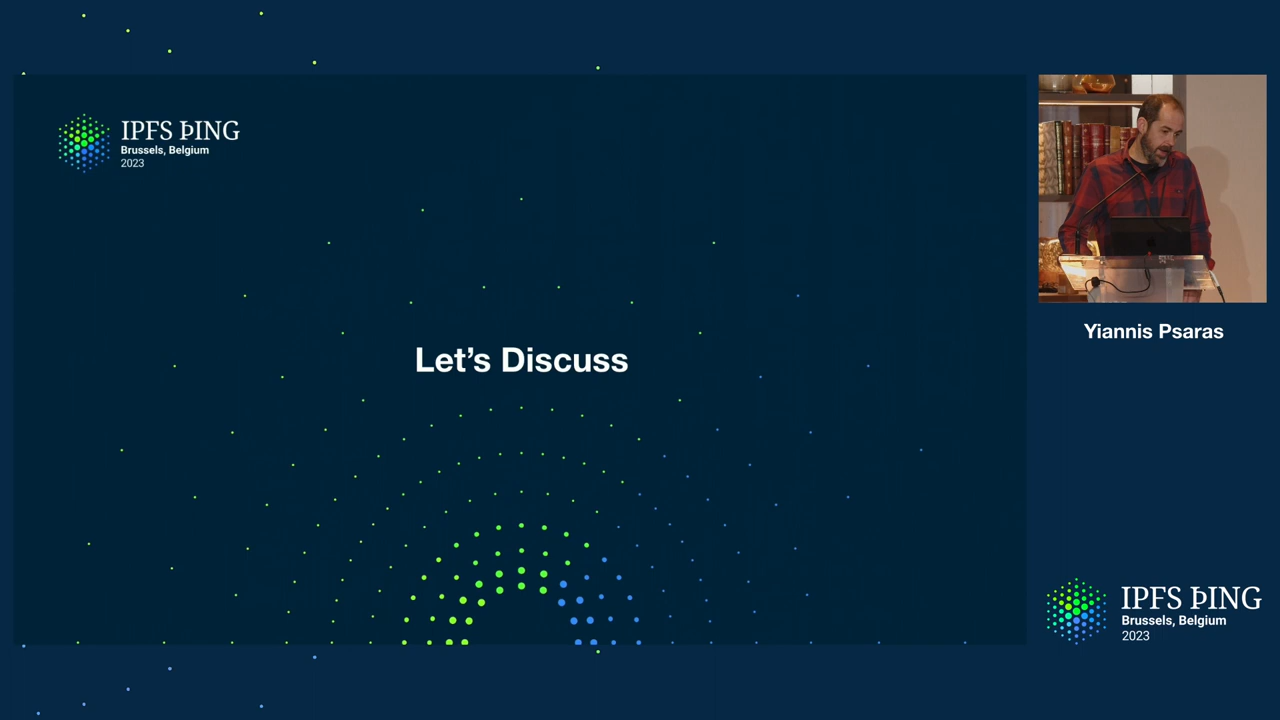 IPFS ÞING
Brussels, Belgium
2023
Let's Discuss
Yiannis Psaras
IPFS ÞING
Brussels, Belgium
2023